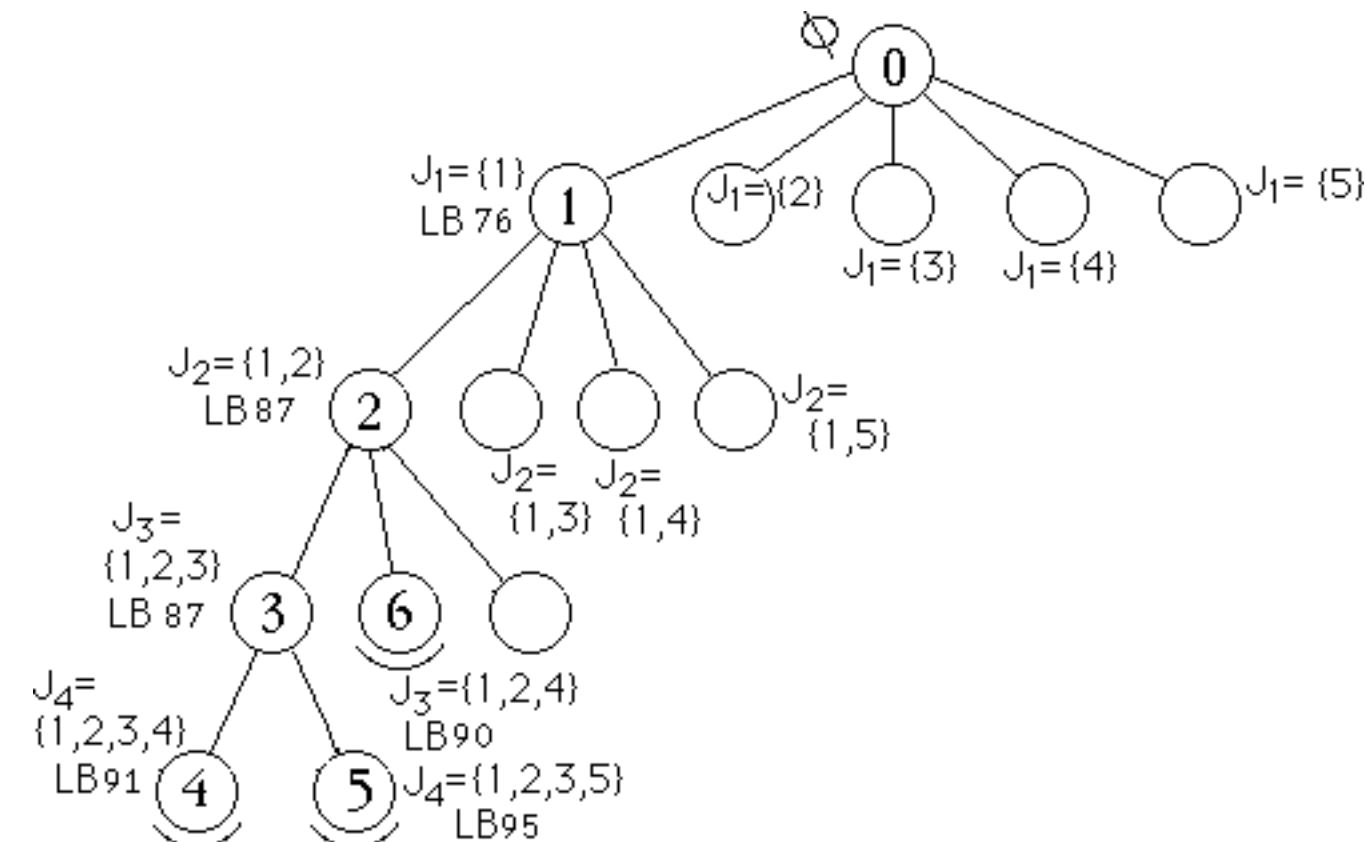 ∅
0
J₁={1}
LB 76
1
J₁={2}
J₁={3}
J₁={4}
J₁= {5}
J₂={1,2}
LB 87
2
J₂=
{1,3}
J₂=
{1,4}
J₂=
{1,5}
J₃=
{1,2,3}
LB 87
3
6
J₃={1,2,4}
LB90
J₄=
{1,2,3,4}
LB91
4
5
J₄={1,2,3,5}
LB95